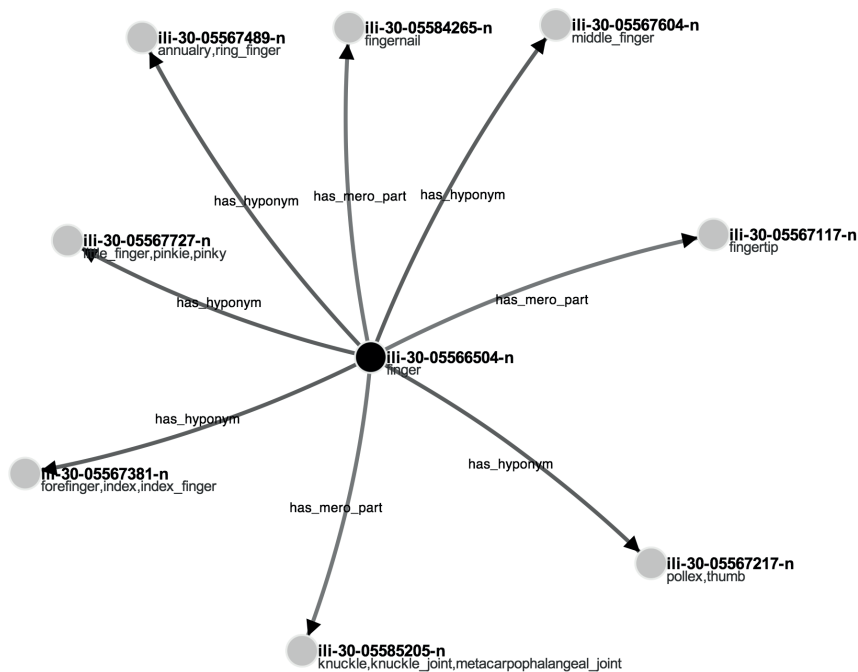 ili-30-05567489-n
annualry,ring_finger
ili-30-05584265-n
fingernail
ili-30-05567604-n
middle_finger
has_hyponym
has_mero_part
has_hyponym
ili-30-05567727-n
little_finger,pinkie,pinky
ili-30-05567117-n
fingertip
has_hyponym
has_mero_part
ili-30-05566504-n
finger
has_hyponym
ili-30-05567381-n
forefinger,index,index_finger
has_hyponym
has_mero_part
ili-30-05567217-n
pollex,thumb
ili-30-05585205-n
knuckle,knuckle_joint,metacarpophalangeal_joint